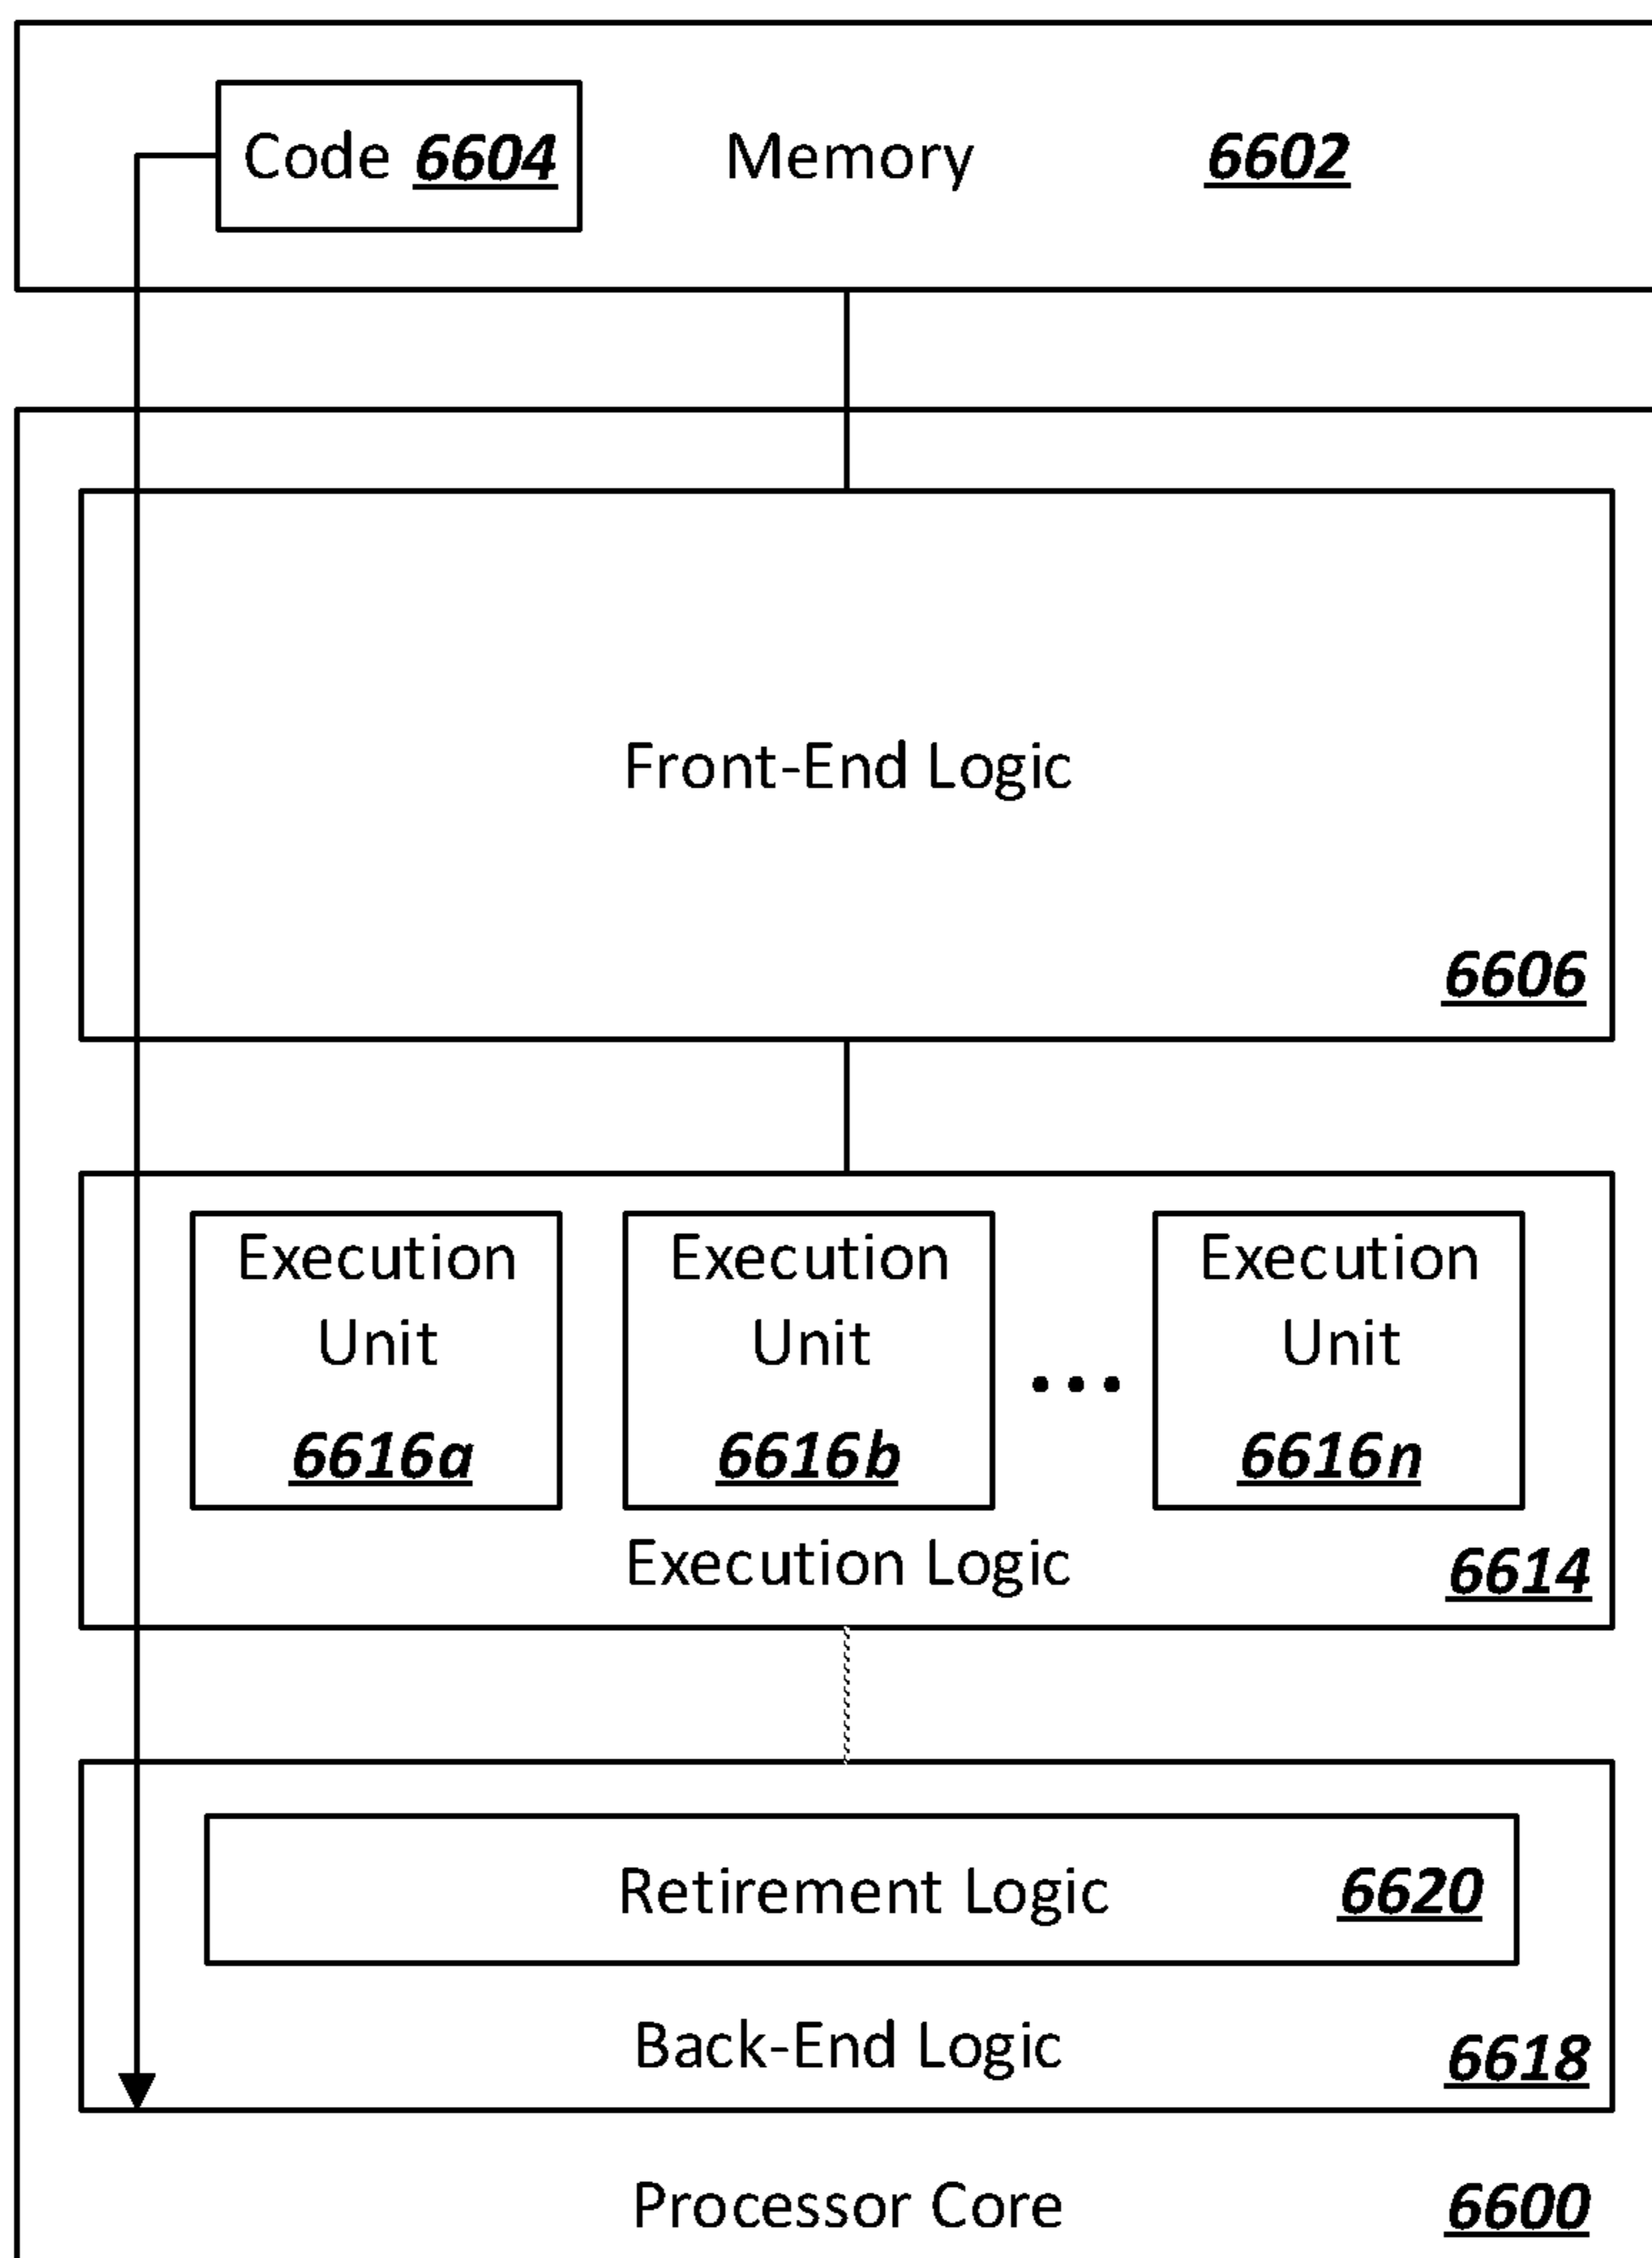 Code 6604 Memory 6602
Front-End Logic
6606
Execution Execution Execution
Unit Unit Unit
6616a 6616b 6616n
Execution Logic 6614
Retirement Logic 6620
Back-End Logic 6618
Processor Core 6600